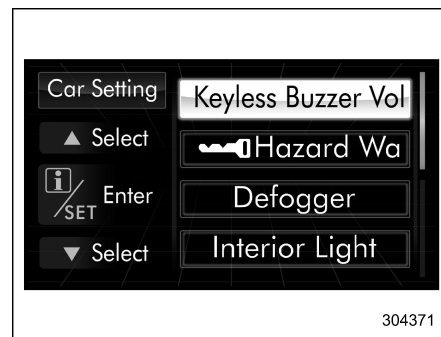 Car Setting
Keyless Buzzer Vol
▲ Select
Hazard Wa
i/SET Enter
Defogger
▼ Select
Interior Light
304371